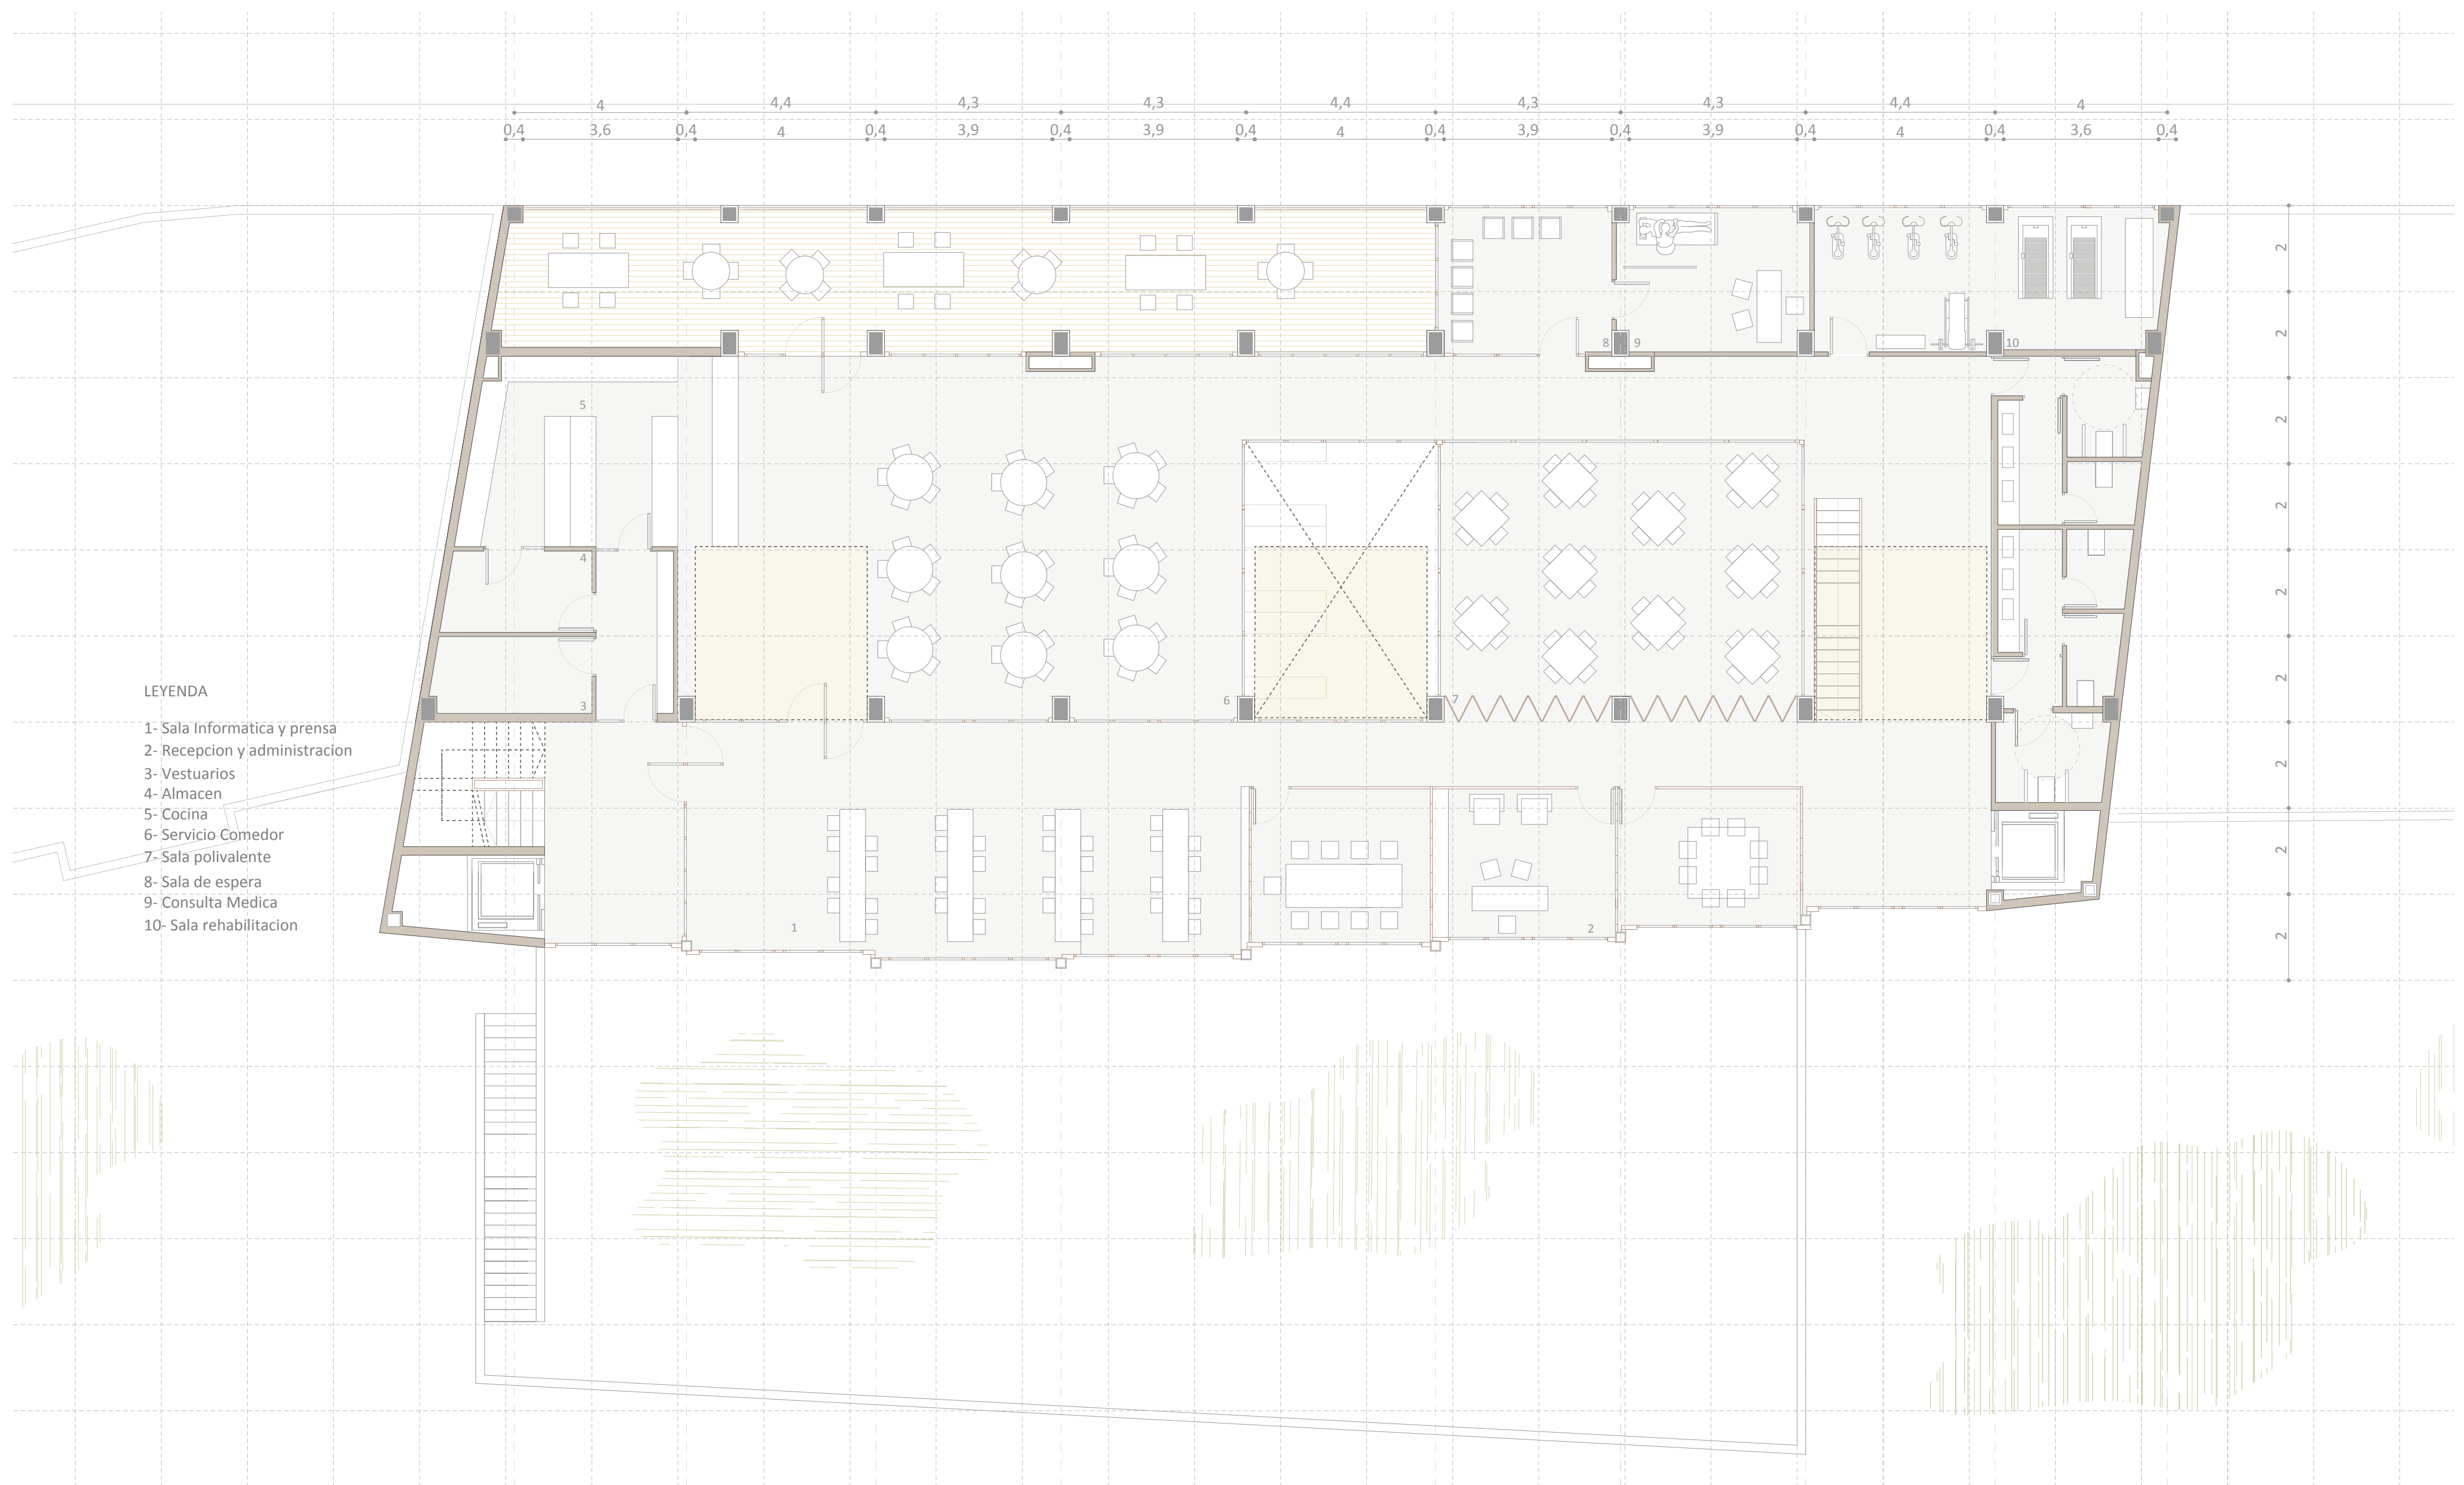 4 4,4 4,3 4,3 4,4 4,3 4,3 4,4 4
0,4 3,6 0,4 4 0,4 3,9 0,4 3,9 0,4 4 0,4 3,9 0,4 3,9 0,4 4 0,4 3,6 0,4
2
2
8 9 10
5
2
2
4
2
2
3
6
7
LEYENDA
1- Sala Informatica y prensa
2- Recepcion y administracion
3- Vestuarios
4- Almacen
5- Cocina
6- Servicio Comedor
7- Sala polivalente
8- Sala de espera
9- Consulta Medica
10- Sala rehabilitacion
2
2
1
2
2